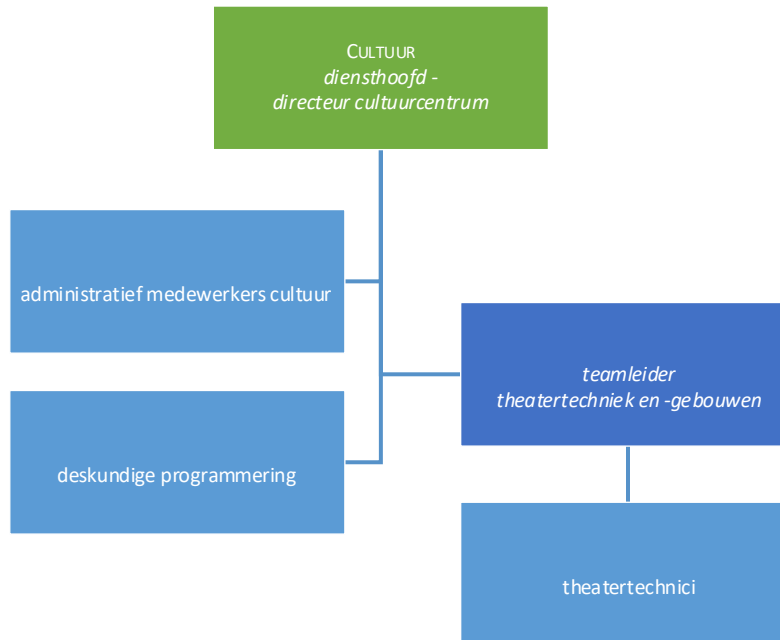 CULTUUR
diensthoofd -
directeur cultuurcentrum
administratief medewerkers cultuur
teamleider
theatertechniek en -gebouwen
deskundige programmering
theatertechnici